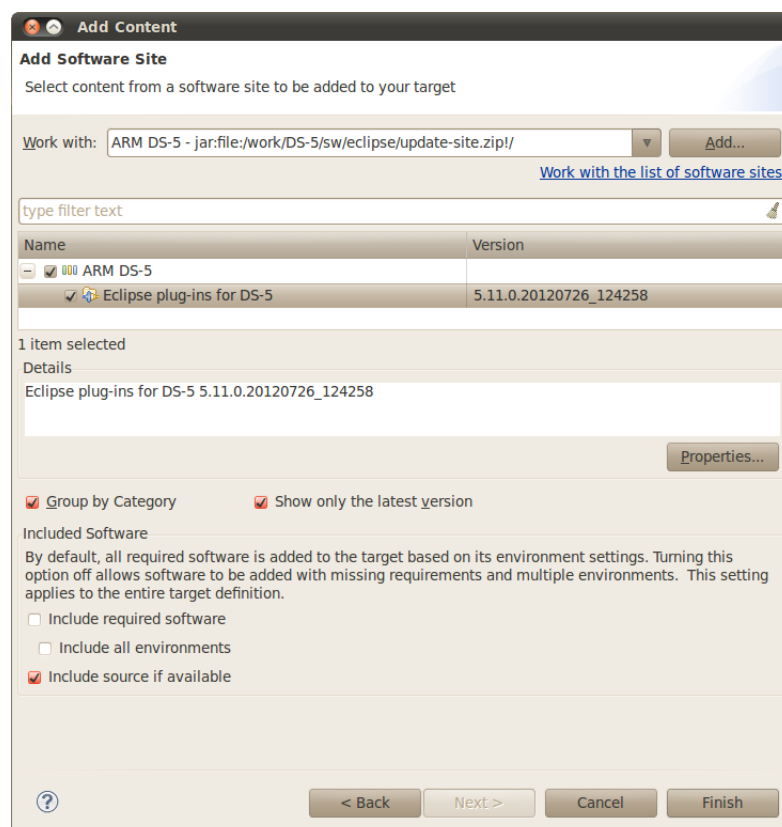 Add Content
Add Software Site
Select content from a software site to be added to your target
Work with: ARM DS-5 - jar:file:/work/DS-5/sw/eclipse/update-site.zip!/ Add...
Work with the list of software sites
type filter text
Name Version
ARM DS-5
Eclipse plug-ins for DS-5 5.11.0.20120726_124258
1 item selected
Details
Eclipse plug-ins for DS-5 5.11.0.20120726_124258
Properties...
Group by Category Show only the latest version
Included Software
By default, all required software is added to the target based on its environment settings. Turning this
option off allows software to be added with missing requirements and multiple environments.  This setting
applies to the entire target definition.
Include required software
Include all environments
Include source if available
? < Back Next > Cancel Finish